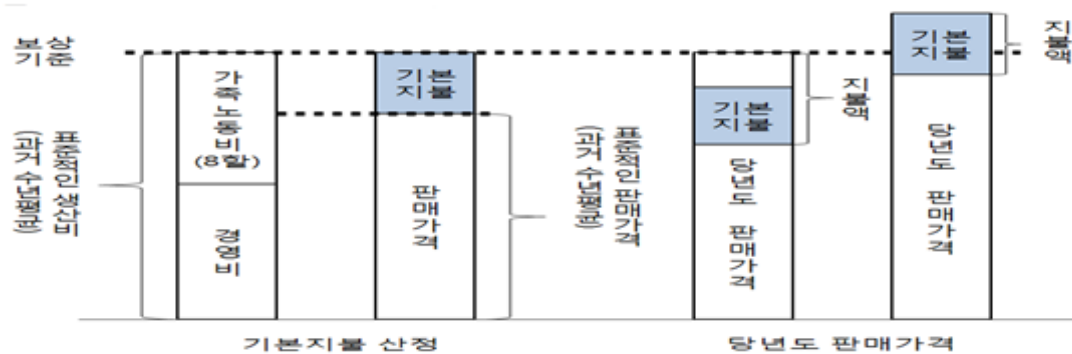 보상
기준
표준적인 생산비
(과거 수년평균)
가족노동비
(8할)
경영비
기본
지불
판매가격
표준적인 판매가격
(과거 수년평균)
기본
지불
당년도 판매가격
지불액
기본
지불
당년도 판매가격
지불액
기본지불 산정
당년도 판매가격